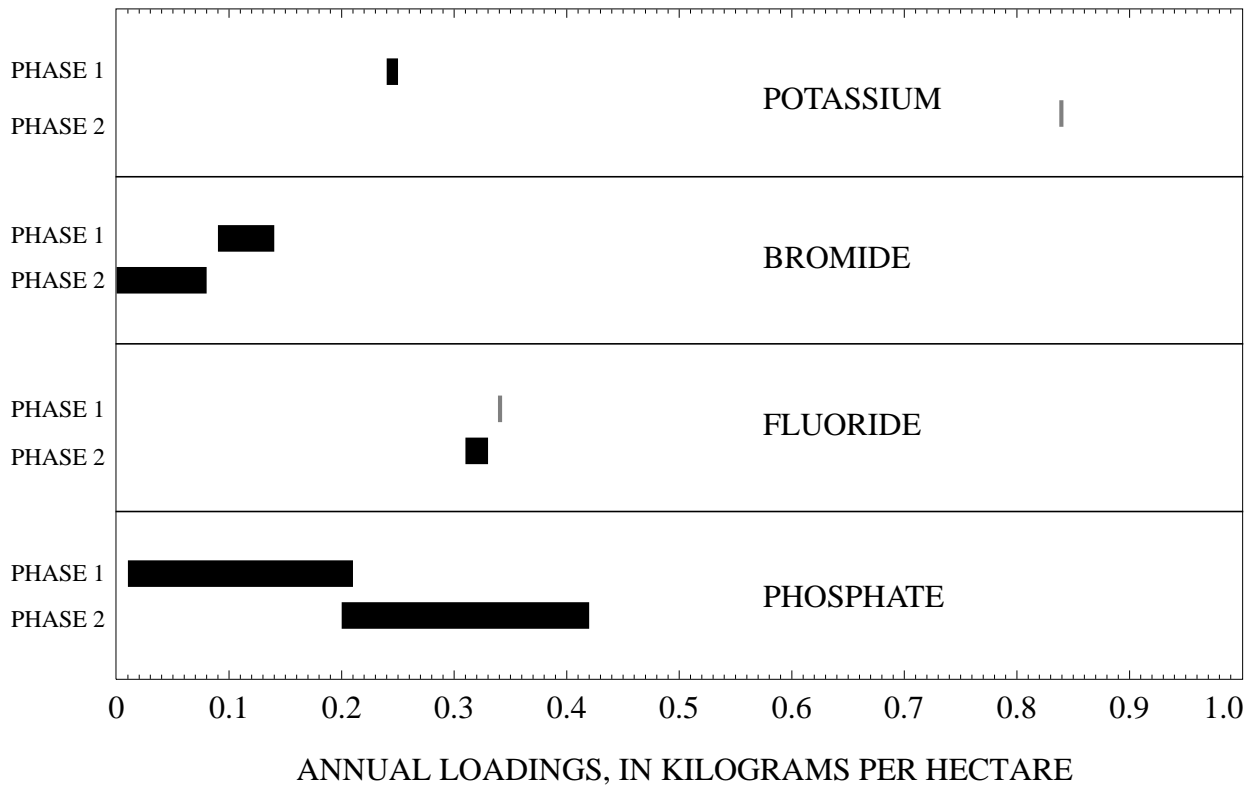 PHASE 1
POTASSIUM
PHASE 2
PHASE 1
BROMIDE
PHASE 2
PHASE 1
FLUORIDE
PHASE 2
PHASE 1
PHOSPHATE
PHASE 2
0 0.1 0.2 0.3 0.4 0.5 0.6 0.7 0.8 0.9 1.0
ANNUAL LOADINGS, IN KILOGRAMS PER HECTARE